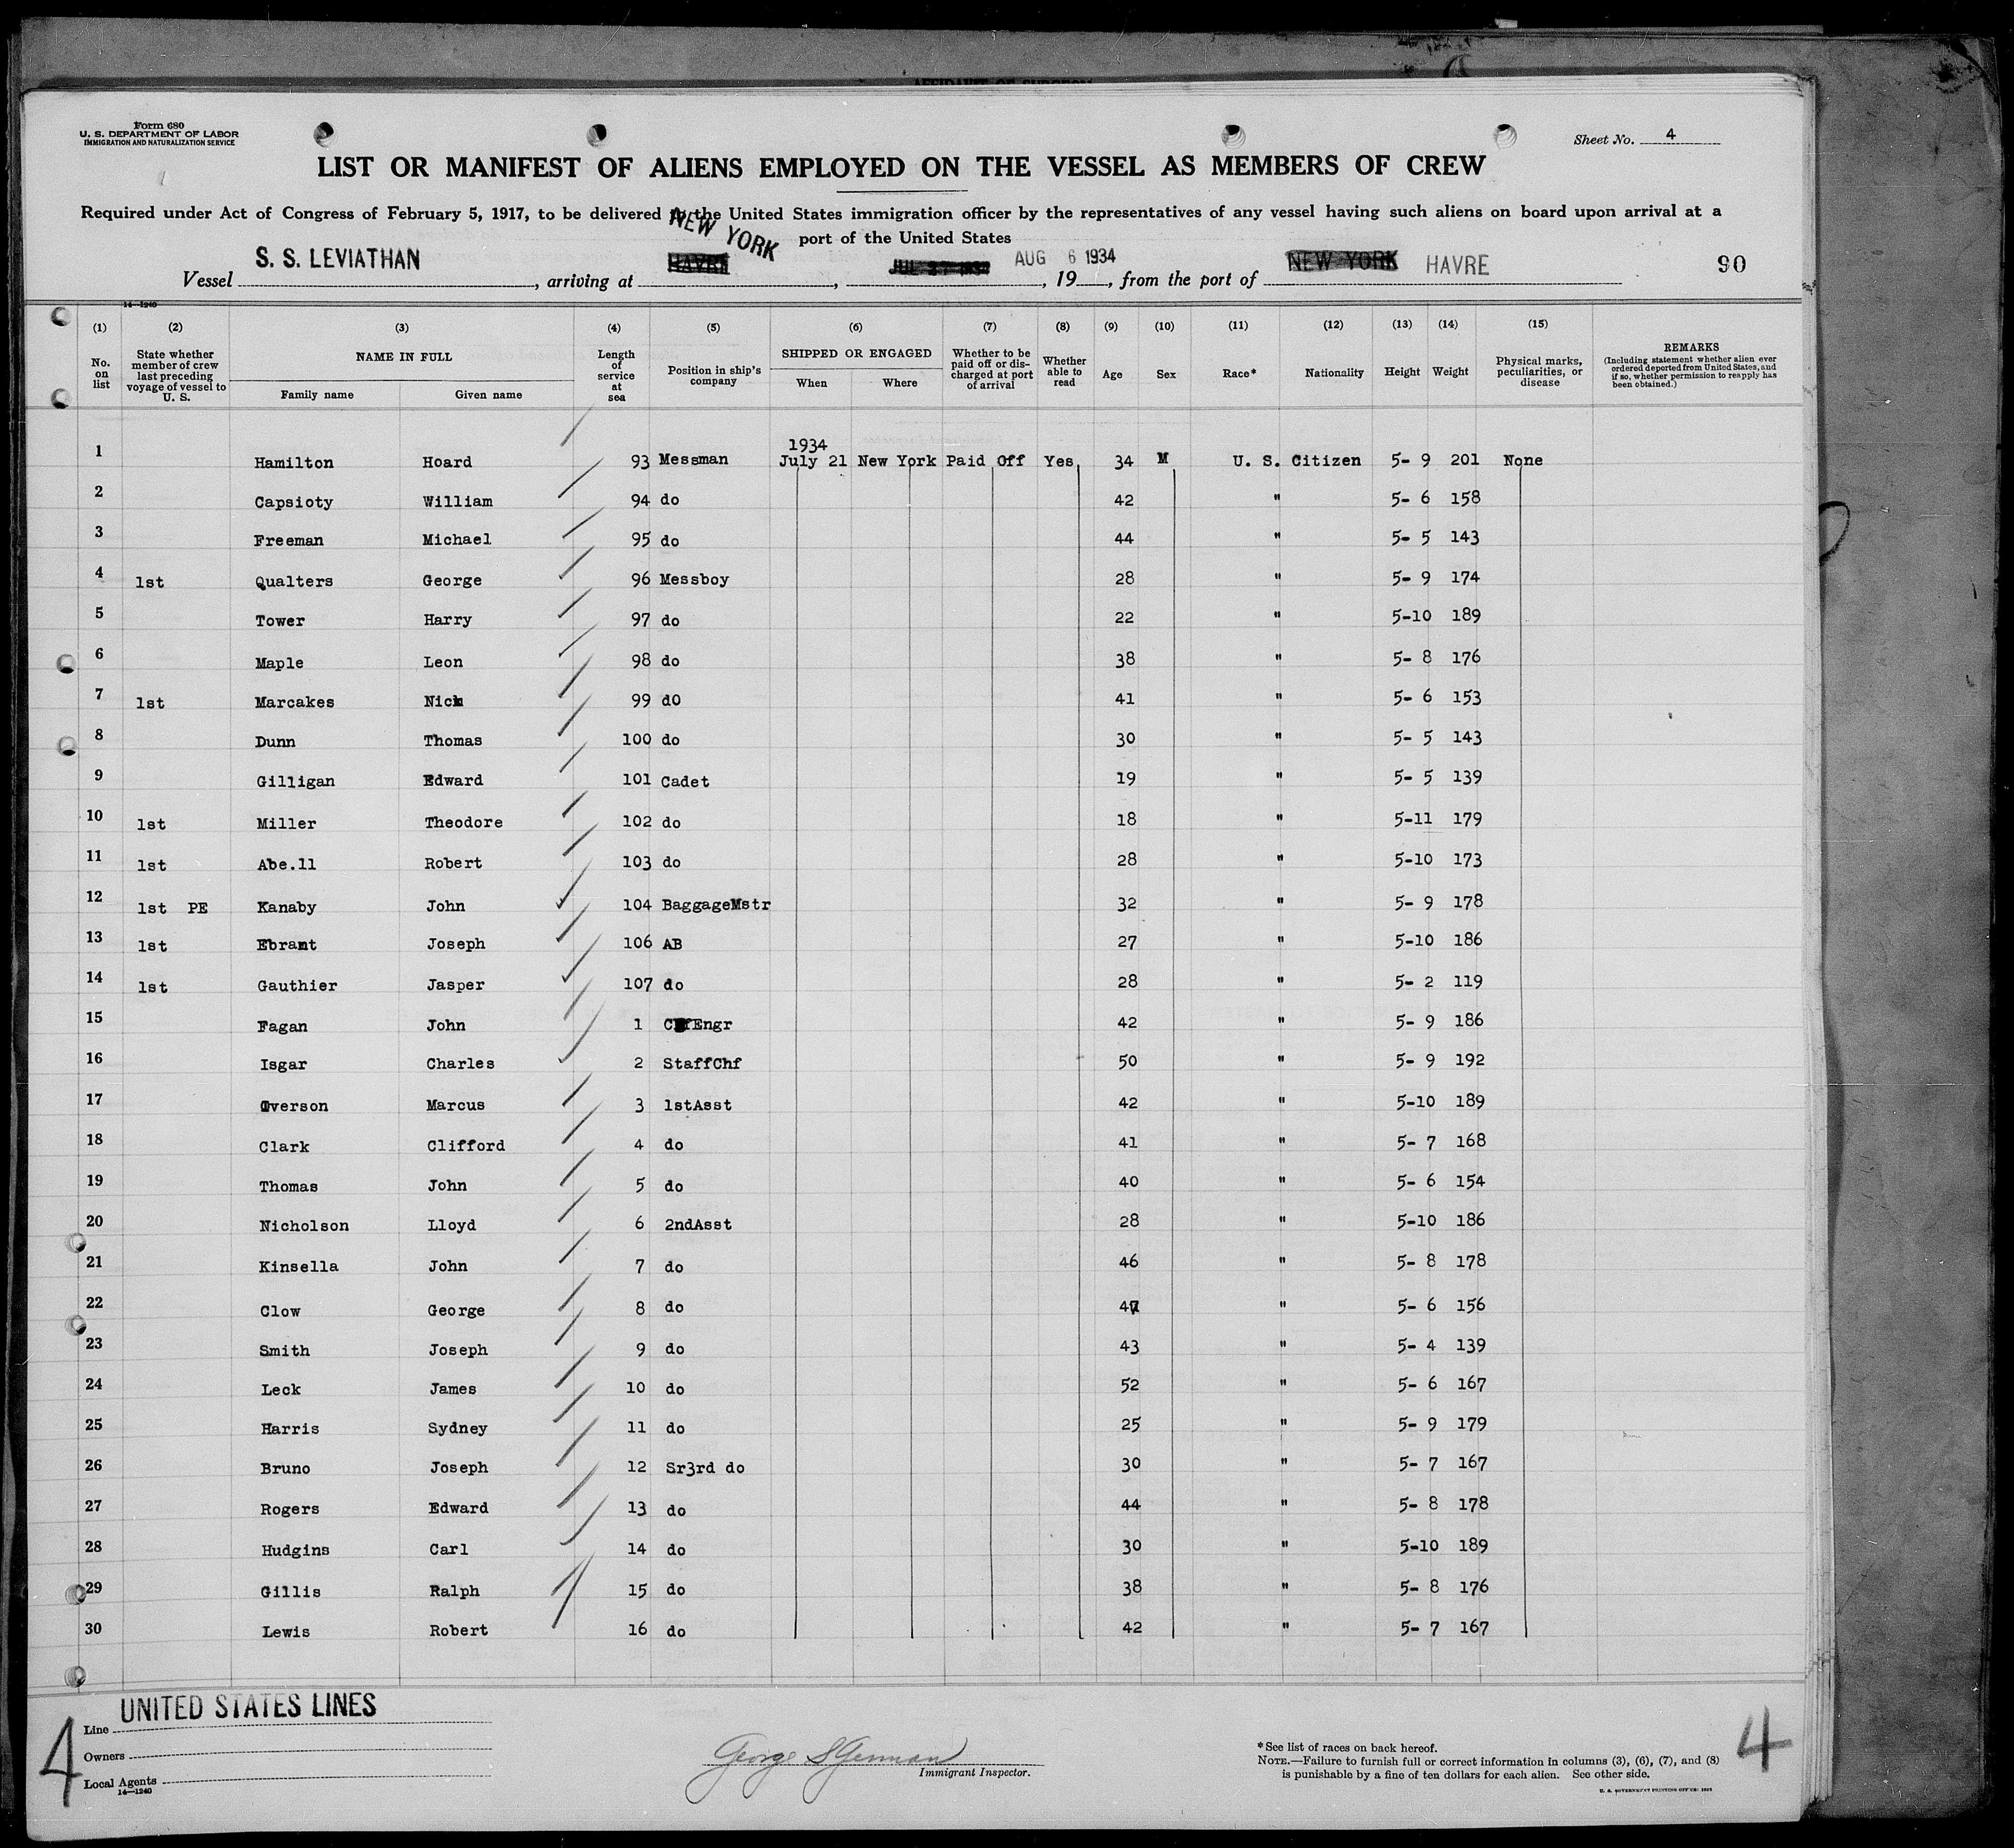 AFFIDAVIT OF SURGEON
Form 680
U. S. DEPARTMENT OF LABOR
IMMIGRATION AND NATURALIZATION SERVICE
Sheet No. 4
LIST OR MANIFEST OF ALIENS EMPLOYED ON THE VESSEL AS MEMBERS OF CREW
Required under Act of Congress of February 5, 1917, to be delivered to the United States immigration officer by the representatives of any vessel having such aliens on board upon arrival at a
port of the United States
NEW YORK
Vessel S. S. LEVIATHAN, arriving at HAVRE, JUL 27 1934 AUG 6 1934, 19__, from the port of NEW YORK HAVRE 90
14—1240
(1) (2) (3) (4) (5) (6) (7) (8) (9) (10) (11) (12) (13) (14) (15)
No. on list
State whether member of crew last preceding voyage of vessel to U. S.
NAME IN FULL
Family name Given name
Length of service at sea
Position in ship's company
SHIPPED OR ENGAGED
When Where
Whether to be paid off or discharged at port of arrival
Whether able to read
Age
Sex
Race*
Nationality
Height
Weight
Physical marks, peculiarities, or disease
REMARKS
(Including statement whether alien ever ordered deported from United States, and if so, whether permission to reapply has been obtained.)
1934
1 Hamilton Hoard 93 Messman July 21 New York Paid Off Yes 34 M U. S. Citizen 5- 9 201 None
2 Capsioty William 94 do 42 " 5- 6 158
3 Freeman Michael 95 do 44 " 5- 5 143
4 1st Qualters George 96 Messboy 28 " 5- 9 174
5 Tower Harry 97 do 22 " 5-10 189
6 Maple Leon 98 do 38 " 5- 8 176
7 1st Marcakes Nick 99 dO 41 " 5- 6 153
8 Dunn Thomas 100 do 30 " 5- 5 143
9 Gilligan Edward 101 Cadet 19 " 5- 5 139
10 1st Miller Theodore 102 do 18 " 5-11 179
11 1st Abe.ll Robert 103 do 28 " 5-10 173
12 1st PE Kanaby John 104 BaggageMstr 32 " 5- 9 178
13 1st Ebrant Joseph 106 AB 27 " 5-10 186
14 1st Gauthier Jasper 107 do 28 " 5- 2 119
15 Fagan John 1 ChfEngr 42 " 5- 9 186
16 Isgar Charles 2 StaffChf 50 " 5- 9 192
17 Overson Marcus 3 1stAsst 42 " 5-10 189
18 Clark Clifford 4 do 41 " 5- 7 168
19 Thomas John 5 do 40 " 5- 6 154
20 Nicholson Lloyd 6 2ndAsst 28 " 5-10 186
21 Kinsella John 7 do 46 " 5- 8 178
22 Clow George 8 do 47 " 5- 6 156
23 Smith Joseph 9 do 43 " 5- 4 139
24 Leck James 10 do 52 " 5- 6 167
25 Harris Sydney 11 do 25 " 5- 9 179
26 Bruno Joseph 12 Sr3rd do 30 " 5- 7 167
27 Rogers Edward 13 do 44 " 5- 8 178
28 Hudgins Carl 14 do 30 " 5-10 189
29 Gillis Ralph 15 do 38 " 5- 8 176
30 Lewis Robert 16 do 42 " 5- 7 167
Line UNITED STATES LINES
Owners
Local Agents
14—1240
4
George S German
Immigrant Inspector.
* See list of races on back hereof.
NOTE.—Failure to furnish full or correct information in columns (3), (6), (7), and (8)
is punishable by a fine of ten dollars for each alien. See other side.
U. S. GOVERNMENT PRINTING OFFICE:
4